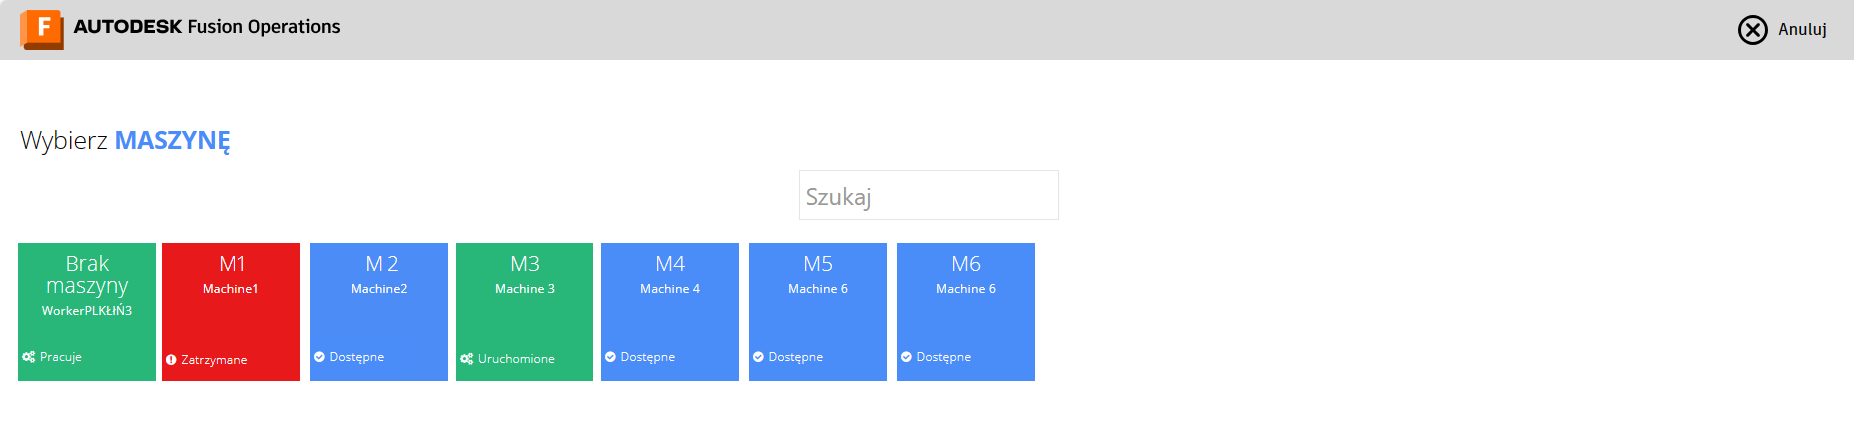 F AUTODESK Fusion Operations
Anuluj
Wybierz MASZYNĘ
Szukaj
Brak
maszyny
WorkerPLKŁIŃ3
Pracuje
M1
Machine1
Zatrzymane
M 2
Machine2
Dostępne
M3
Machine 3
Uruchomione
M4
Machine 4
Dostępne
M5
Machine 6
Dostępne
M6
Machine 6
Dostępne